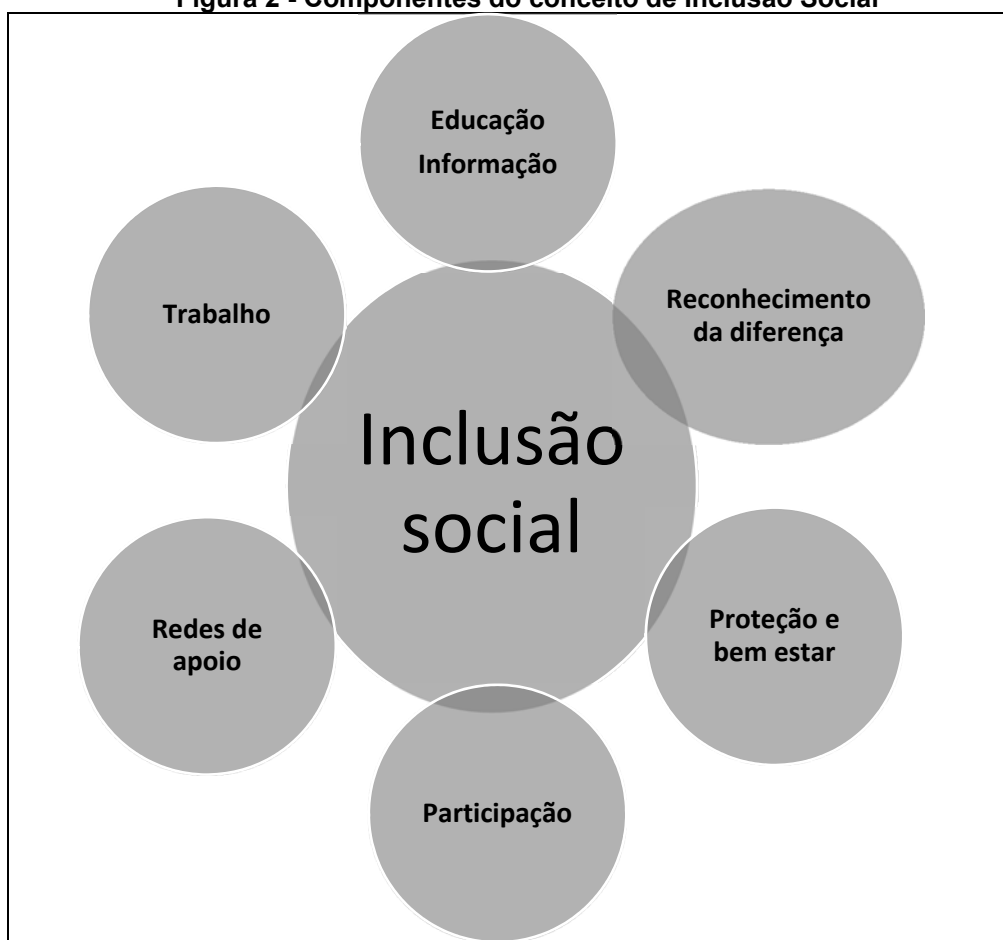 Figura 2 - Componentes do conceito de Inclusão Social
Educação
Informação
Reconhecimento
da diferença
Trabalho
Inclusão
social
Redes de
apoio
Proteção e
bem estar
Participação